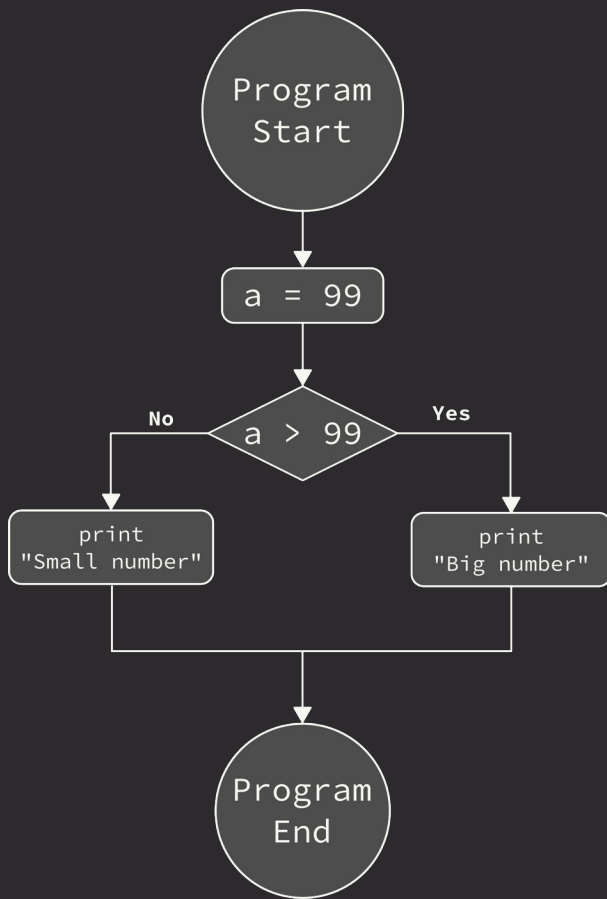 Program
Start
a = 99
a > 99
No
Yes
print
"Small number"
print
"Big number"
Program
End